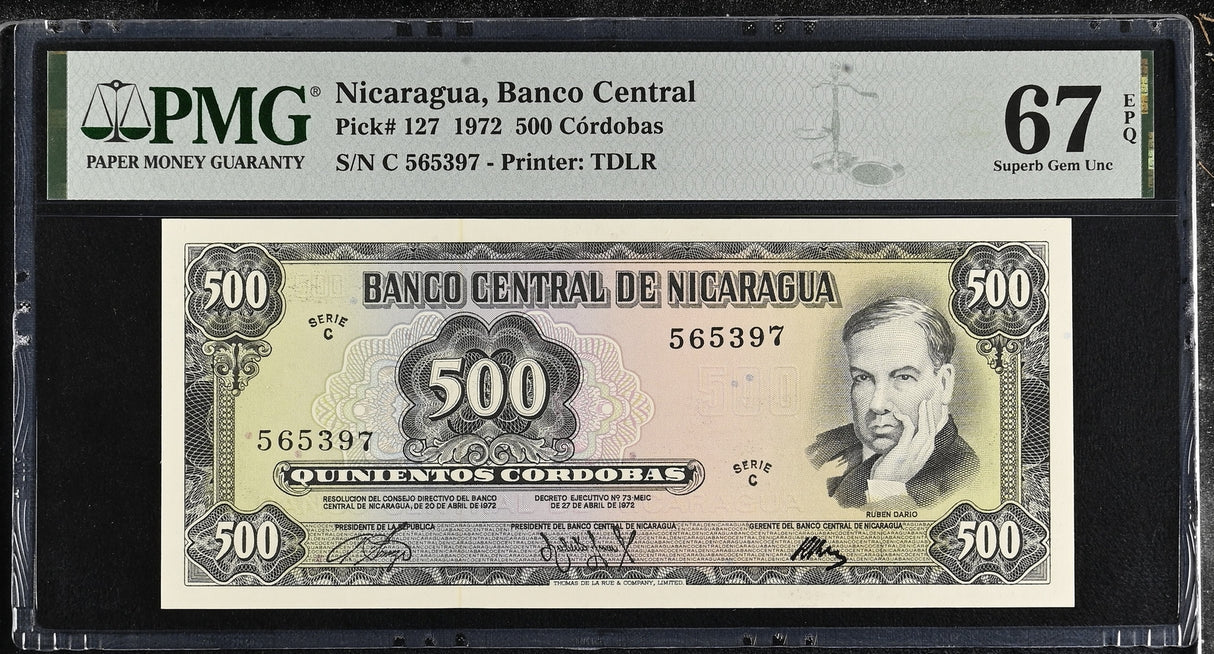 PMG®
PAPER MONEY GUARANTY
Nicaragua, Banco Central
Pick# 127 1972 500 Córdobas
S/N C 565397 - Printer: TDLR
67 EPQ
Superb Gem Unc
500 BANCO CENTRAL DE NICARAGUA 500
SERIE
C
565397
500
565397
SERIE
C
QUINIENTOS CORDOBAS
RESOLUCION DEL CONSEJO DIRECTIVO DEL BANCO
CENTRAL DE NICARAGUA, DE 20 DE ABRIL DE 1972
DECRETO EJECUTIVO Nº 73-MEIC
DE 27 DE ABRIL DE 1972
RUBEN DARIO
PRESIDENTE DE LA REPUBLICA
PRESIDENTE DEL BANCO CENTRAL DE NICARAGUA
GERENTE DEL BANCO CENTRAL DE NICARAGUA
500 500
THOMAS DE LA RUE & COMPANY, LIMITED.